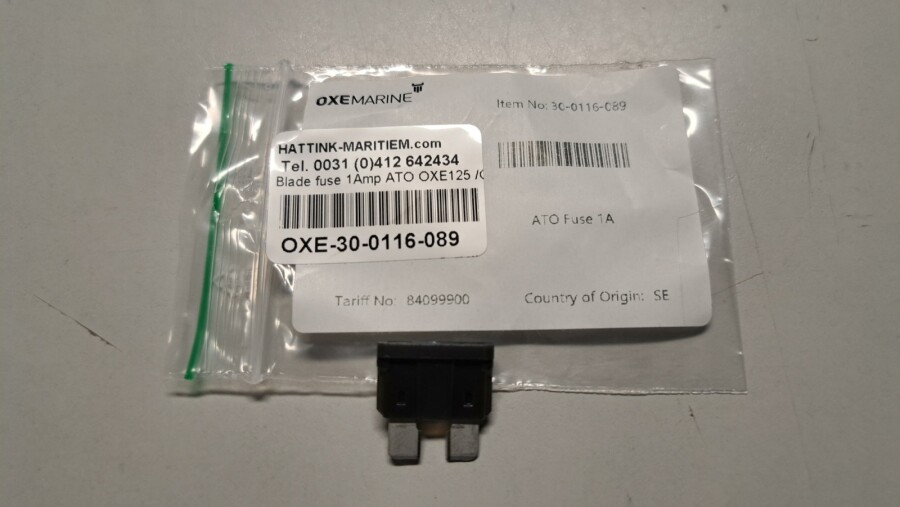 OXEMARINE
Item No: 30-0116-089
HATTINK-MARITIEM.com
Tel. 0031 (0)412 642434
Blade fuse 1Amp ATO OXE125 /
OXE-30-0116-089
ATO Fuse 1A
Tariff No: 84099900
Country of Origin: SE